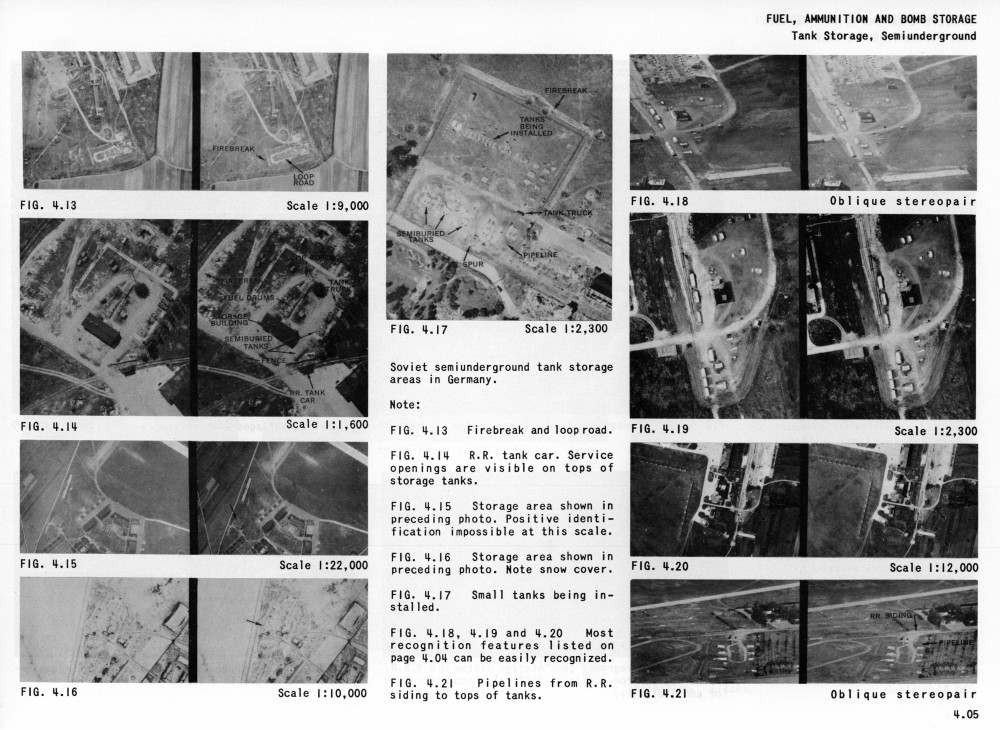 FUEL, AMMUNITION AND BOMB STORAGE
Tank Storage, Semiunderground
FIREBREAK
LOOP
ROAD
FIG. 4.13 Scale 1:9,000
FUEL DRUMS
TANK
TRUCK
STORAGE
BUILDING
SEMIBURIED
TANKS
FENCE
RR. TANK
CAR
FIG. 4.14 Scale 1:1,600
FIG. 4.15 Scale 1:22,000
FIG. 4.16 Scale 1:10,000
FIREBREAK
TANKS
BEING
INSTALLED
TANK TRUCK
SEMIBURIED
TANKS
PIPELINE
SPUR
FIG. 4.17 Scale 1:2,300
Soviet semiunderground tank storage
areas in Germany.
Note:
FIG. 4.13 Firebreak and loop road.
FIG. 4.14 R.R. tank car. Service
openings are visible on tops of
storage tanks.
FIG. 4.15 Storage area shown in
preceding photo. Positive identi-
fication impossible at this scale.
FIG. 4.16 Storage area shown in
preceding photo. Note snow cover.
FIG. 4.17 Small tanks being in-
stalled.
FIG. 4.18, 4.19 and 4.20 Most
recognition features listed on
page 4.04 can be easily recognized.
FIG. 4.21 Pipelines from R.R.
siding to tops of tanks.
FIG. 4.18 Oblique stereopair
FIG. 4.19 Scale 1:2,300
FIG. 4.20 Scale 1:12,000
RR. SIDING
PIPELINE
FIG. 4.21 Oblique stereopair
4.05